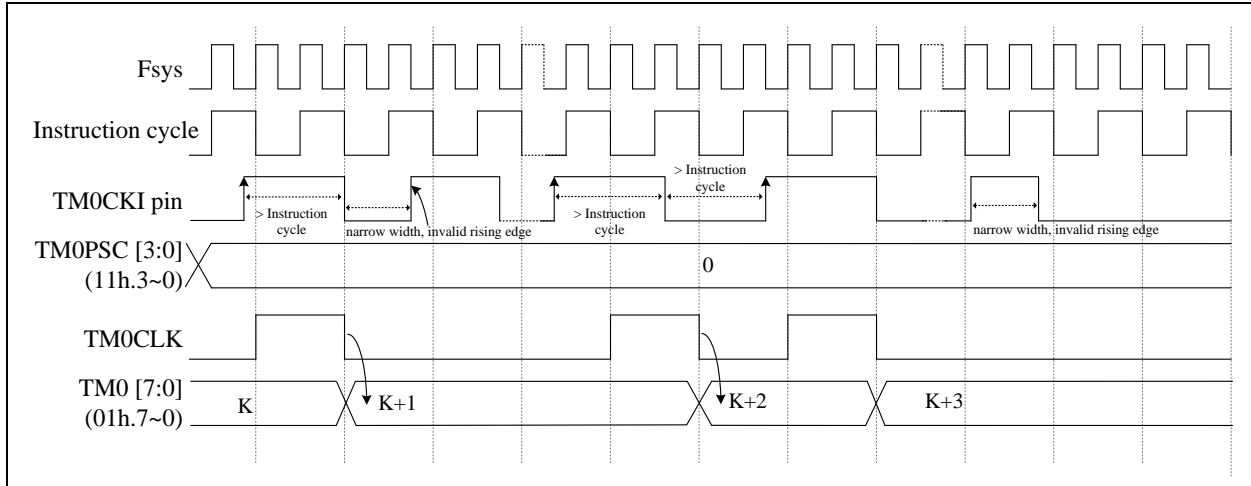 Fsys
Instruction cycle
> Instruction
cycle
TM0CKI pin
> Instruction
cycle
narrow width, invalid rising edge
> Instruction
cycle
narrow width, invalid rising edge
TM0PSC [3:0]
(11h.3~0)
0
TM0CLK
TM0 [7:0]
(01h.7~0)
K
K+1
K+2
K+3